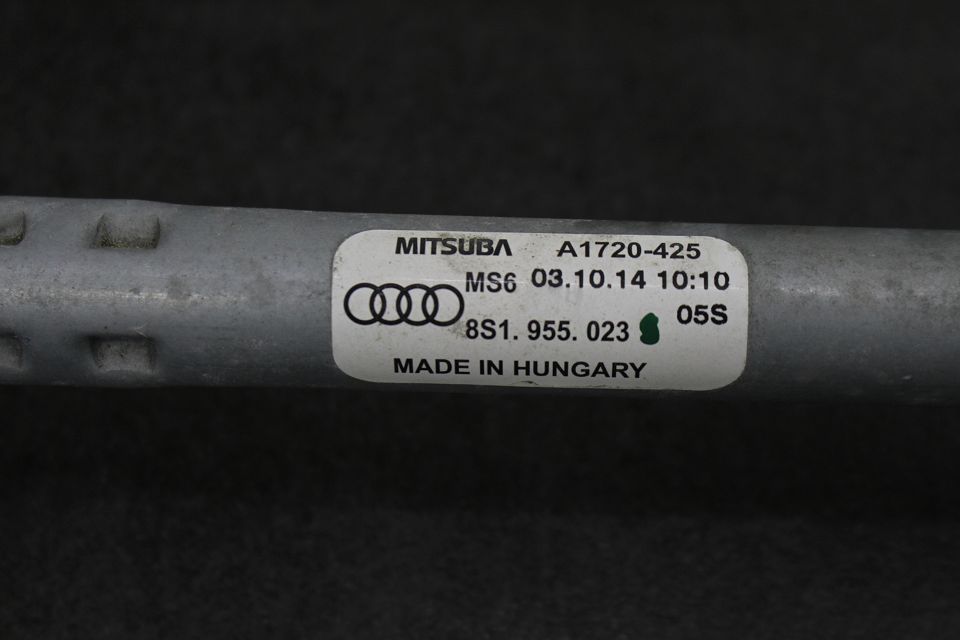 MITSUBA A1720-425
MS6 03.10.14 10:10
05S
8S1. 955. 023
MADE IN HUNGARY